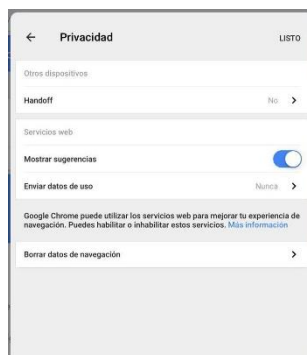 Privacidad LISTO
Otros dispositivos
Handoff No
Servicios web
Mostrar sugerencias
Enviar datos de uso Nunca
Google Chrome puede utilizar los servicios web para mejorar tu experiencia de
navegación. Puedes habilitar o inhabilitar estos servicios. Más información
Borrar datos de navegación